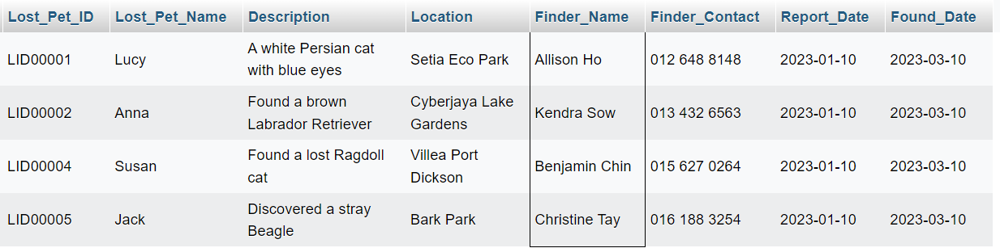 Lost_Pet_ID Lost_Pet_Name Description Location Finder_Name Finder_Contact Report_Date Found_Date
LID00001 Lucy A white Persian cat with blue eyes Setia Eco Park Allison Ho 012 648 8148 2023-01-10 2023-03-10
LID00002 Anna Found a brown Labrador Retriever Cyberjaya Lake Gardens Kendra Sow 013 432 6563 2023-01-10 2023-03-10
LID00004 Susan Found a lost Ragdoll cat Villea Port Dickson Benjamin Chin 015 627 0264 2023-01-10 2023-03-10
LID00005 Jack Discovered a stray Beagle Bark Park Christine Tay 016 188 3254 2023-01-10 2023-03-10